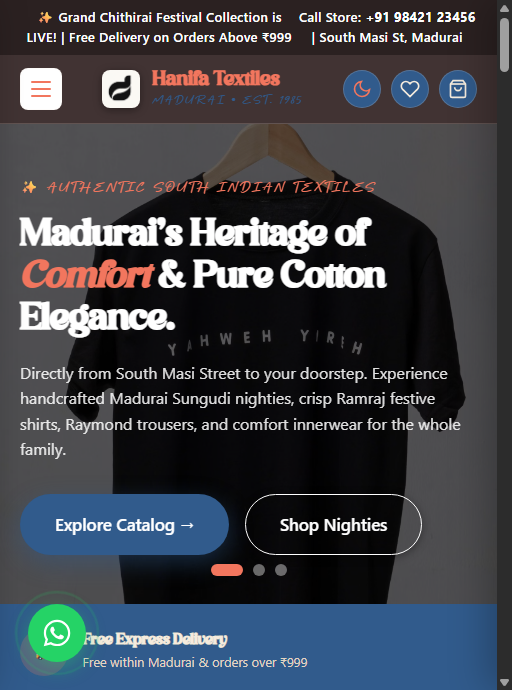 ✨ Grand Chithirai Festival Collection is LIVE! | Free Delivery on Orders Above ₹999
Call Store: +91 98421 23456 | South Masi St, Madurai
Hanifa Textiles
MADURAI • EST. 1985
✨ AUTHENTIC SOUTH INDIAN TEXTILES
Madurai's Heritage of
Comfort & Pure Cotton
Elegance.
YAHWEH YIREH
Directly from South Masi Street to your doorstep. Experience
handcrafted Madurai Sungudi nighties, crisp Ramraj festive
shirts, Raymond trousers, and comfort innerwear for the whole
family.
Explore Catalog →
Shop Nighties
Free Express Delivery
Free within Madurai & orders over ₹999